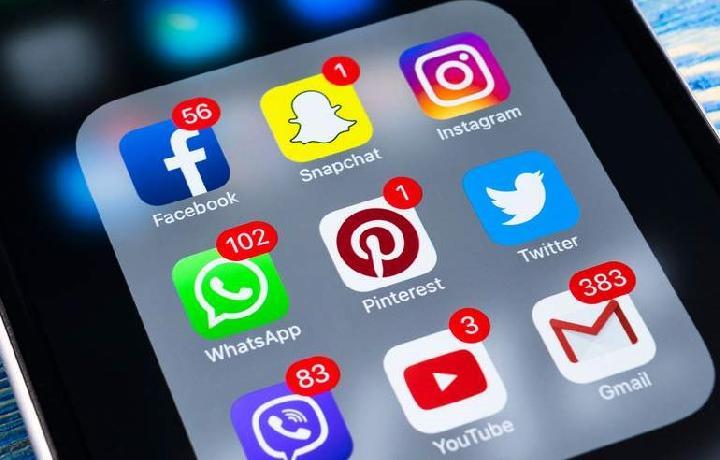 56
Facebook
1
Snapchat
Instagram
102
WhatsApp
1
Pinterest
Twitter
83
3
YouTube
383
Gmail